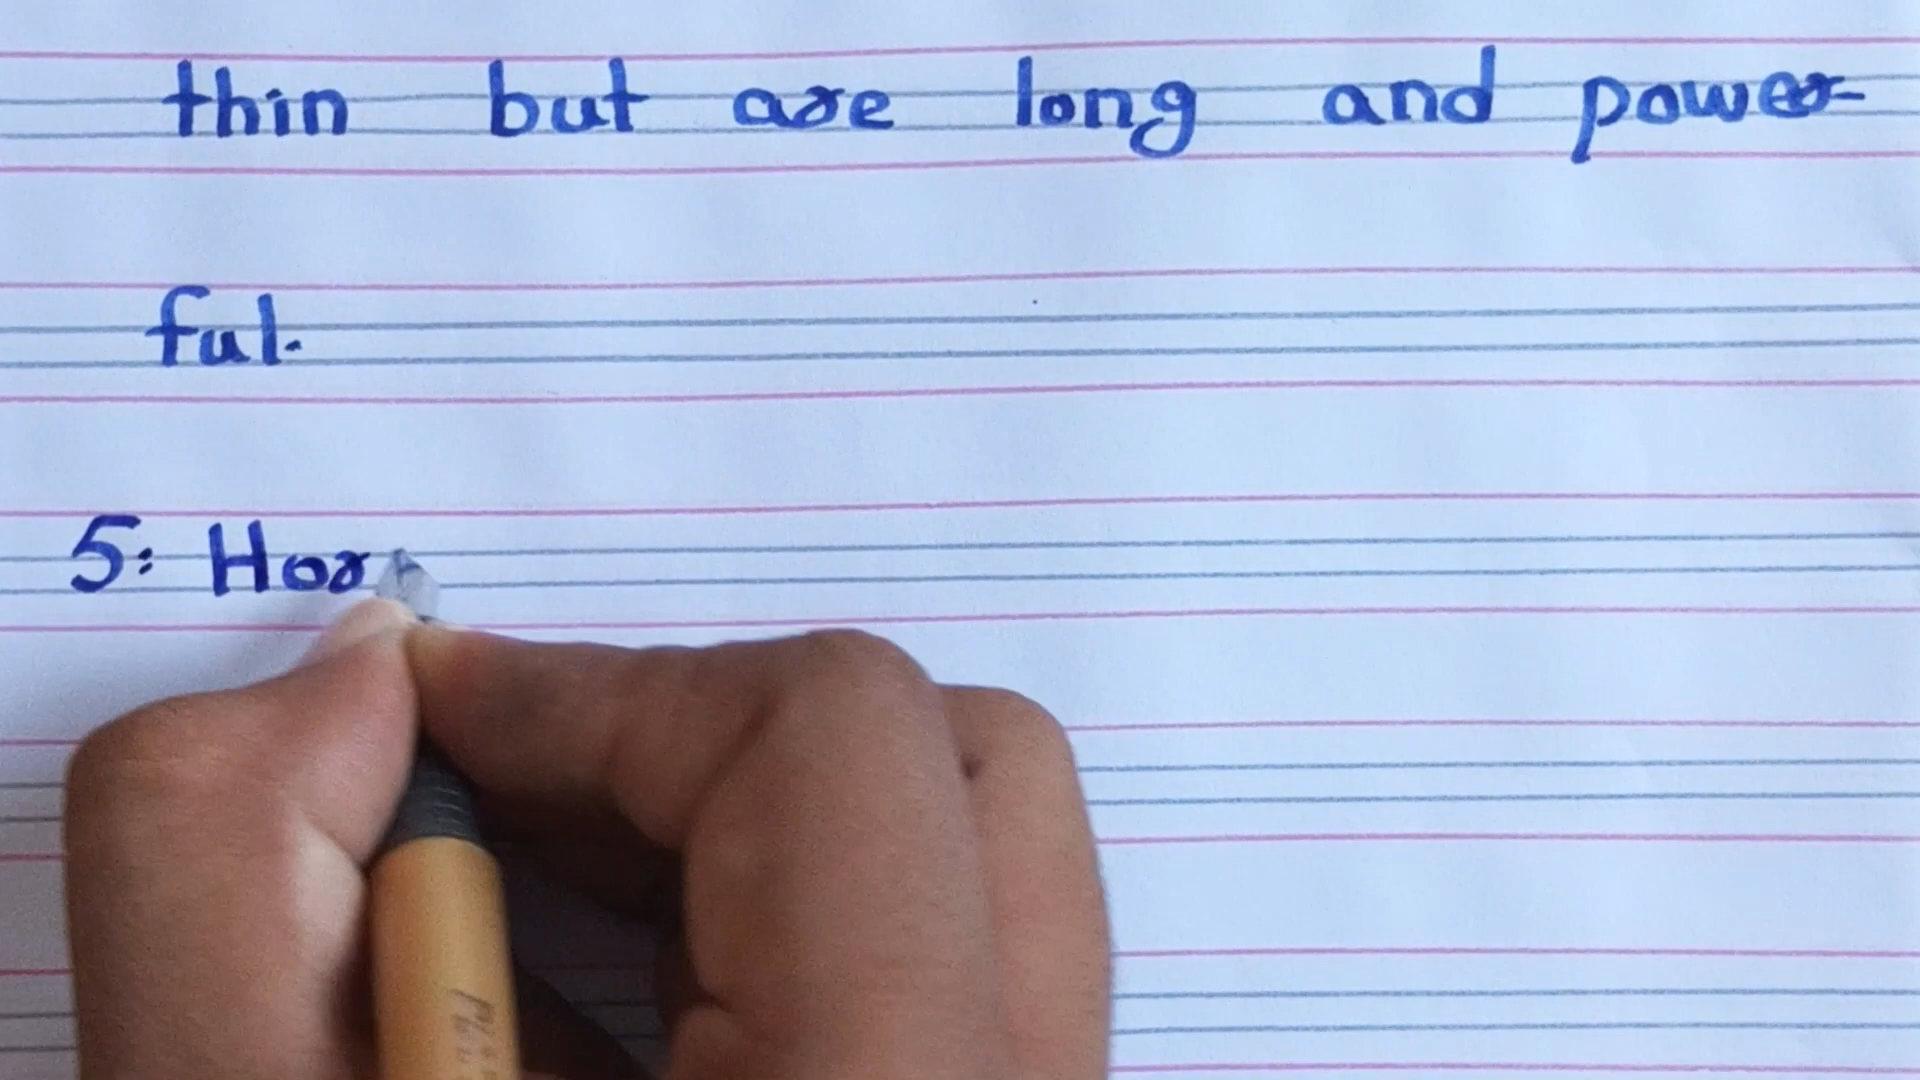 thin but are long and power-
ful.
5: Hor